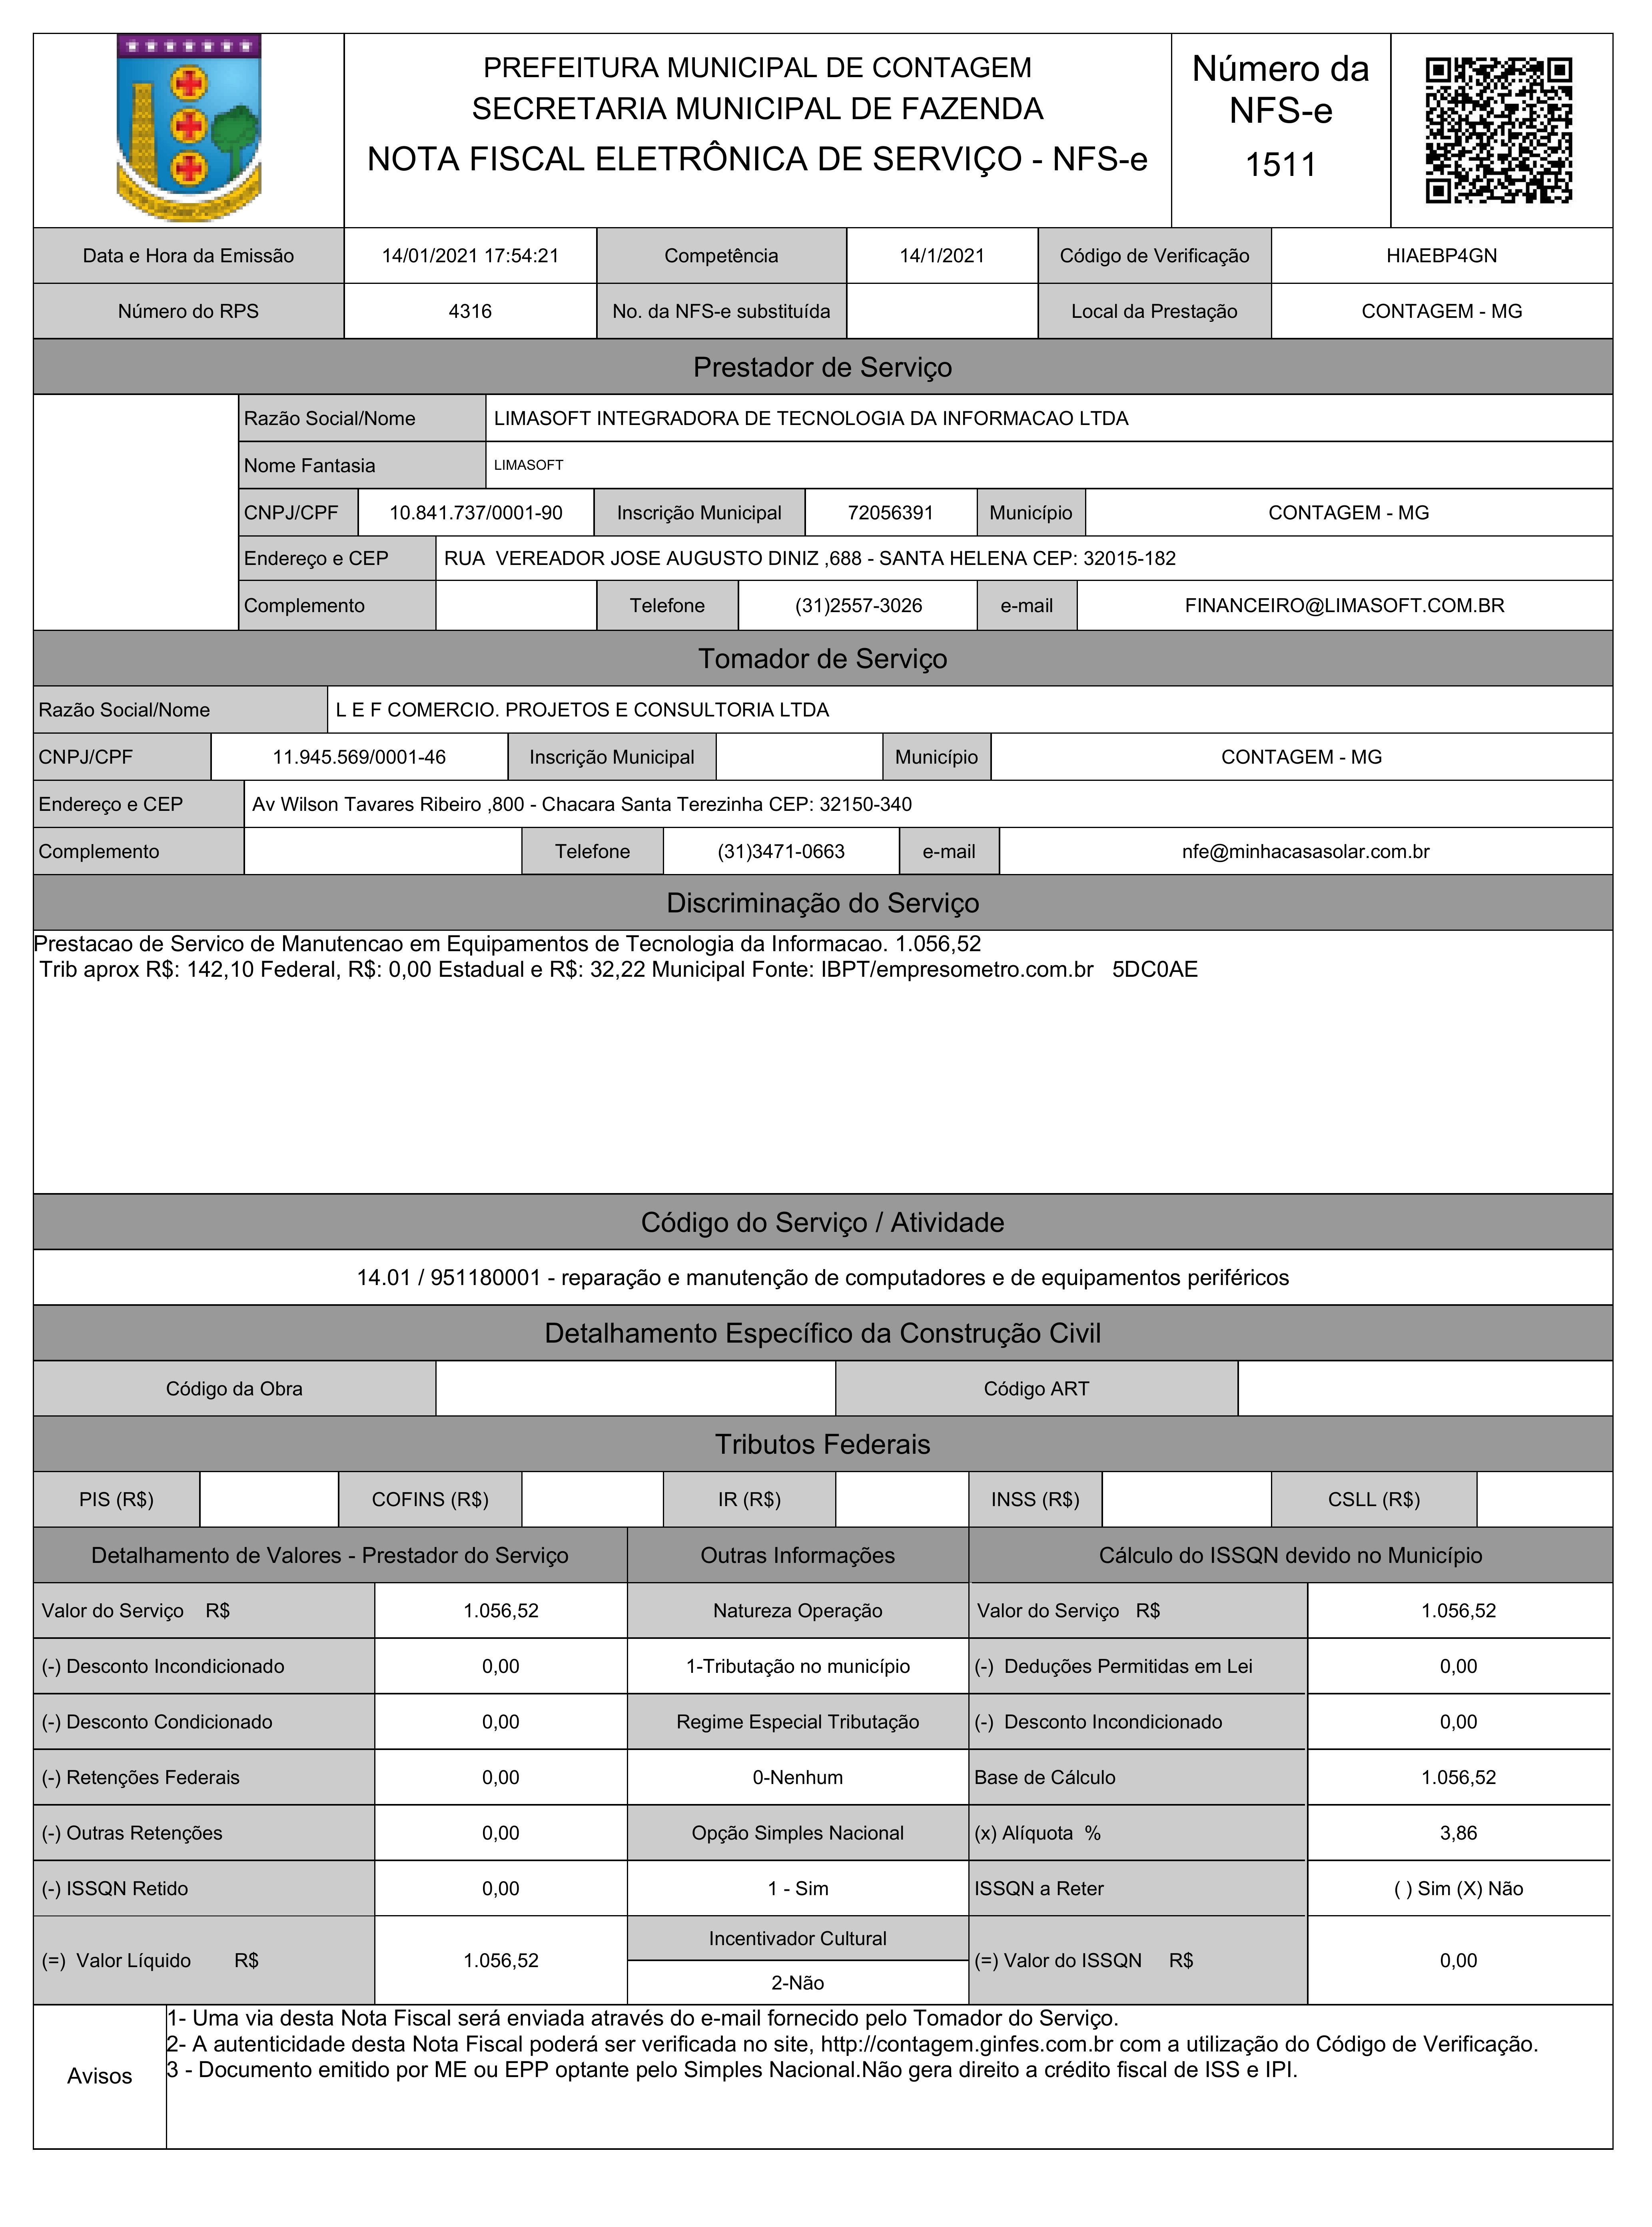 PREFEITURA MUNICIPAL DE CONTAGEM
SECRETARIA MUNICIPAL DE FAZENDA
NOTA FISCAL ELETRÔNICA DE SERVIÇO - NFS-e
Número da
NFS-e
1511
Data e Hora da Emissão 14/01/2021 17:54:21 Competência 14/1/2021 Código de Verificação HIAEBP4GN
Número do RPS 4316 No. da NFS-e substituída Local da Prestação CONTAGEM - MG
Prestador de Serviço
Razão Social/Nome LIMASOFT INTEGRADORA DE TECNOLOGIA DA INFORMACAO LTDA
Nome Fantasia LIMASOFT
CNPJ/CPF 10.841.737/0001-90 Inscrição Municipal 72056391 Município CONTAGEM - MG
Endereço e CEP RUA  VEREADOR JOSE AUGUSTO DINIZ ,688 - SANTA HELENA CEP: 32015-182
Complemento Telefone (31)2557-3026 e-mail FINANCEIRO@LIMASOFT.COM.BR
Tomador de Serviço
Razão Social/Nome L E F COMERCIO. PROJETOS E CONSULTORIA LTDA
CNPJ/CPF 11.945.569/0001-46 Inscrição Municipal Município CONTAGEM - MG
Endereço e CEP Av Wilson Tavares Ribeiro ,800 - Chacara Santa Terezinha CEP: 32150-340
Complemento Telefone (31)3471-0663 e-mail nfe@minhacasasolar.com.br
Discriminação do Serviço
Prestacao de Servico de Manutencao em Equipamentos de Tecnologia da Informacao. 1.056,52
Trib aprox R$: 142,10 Federal, R$: 0,00 Estadual e R$: 32,22 Municipal Fonte: IBPT/empresometro.com.br   5DC0AE
Código do Serviço / Atividade
14.01 / 951180001 - reparação e manutenção de computadores e de equipamentos periféricos
Detalhamento Específico da Construção Civil
Código da Obra Código ART
Tributos Federais
PIS (R$) COFINS (R$) IR (R$) INSS (R$) CSLL (R$)
Detalhamento de Valores - Prestador do Serviço Outras Informações Cálculo do ISSQN devido no Município
Valor do Serviço R$ 1.056,52 Natureza Operação Valor do Serviço R$ 1.056,52
(-) Desconto Incondicionado 0,00 1-Tributação no município (-) Deduções Permitidas em Lei 0,00
(-) Desconto Condicionado 0,00 Regime Especial Tributação (-) Desconto Incondicionado 0,00
(-) Retenções Federais 0,00 0-Nenhum Base de Cálculo 1.056,52
(-) Outras Retenções 0,00 Opção Simples Nacional (x) Alíquota % 3,86
(-) ISSQN Retido 0,00 1 - Sim ISSQN a Reter ( ) Sim (X) Não
(=) Valor Líquido R$ 1.056,52 Incentivador Cultural (=) Valor do ISSQN R$ 0,00
2-Não
Avisos
1- Uma via desta Nota Fiscal será enviada através do e-mail fornecido pelo Tomador do Serviço.
2- A autenticidade desta Nota Fiscal poderá ser verificada no site, http://contagem.ginfes.com.br com a utilização do Código de Verificação.
3 - Documento emitido por ME ou EPP optante pelo Simples Nacional.Não gera direito a crédito fiscal de ISS e IPI.